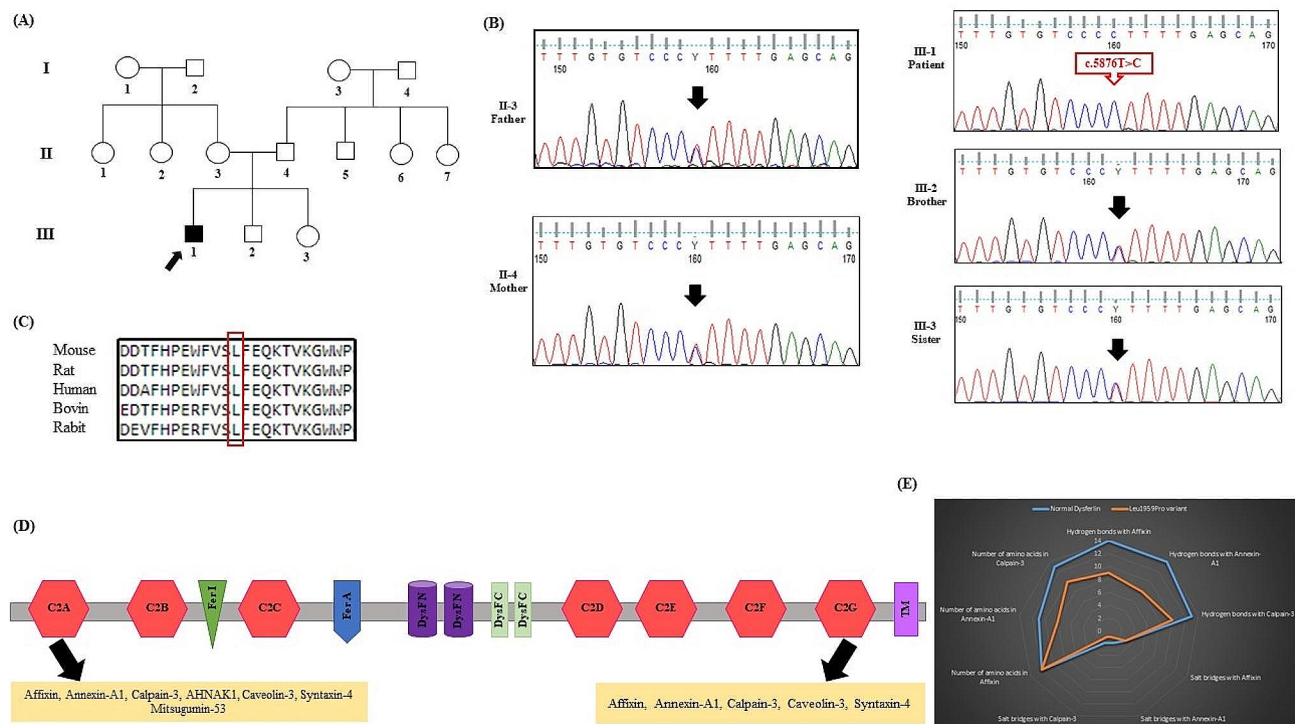 (A)
I
1
2
3
4
II
1
2
3
4
5
6
7
III
1
2
3
(B)
II-3
Father
T T T G T G T C C C Y T T T T G A G C A G
150 160
II-4
Mother
T T T G T G T C C C Y T T T T G A G C A G
150 160 170
III-1
Patient
150 160 170
T T T G T G T C C C C T T T T G A G C A G
c.5876T>C
III-2
Brother
T T T G T G T C C C Y T T T T G A G C A G
160 170
III-3
Sister
T T T G T G T C C C Y T T T T G A G C A G
150 160 170
(C)
Mouse DDTFHPEWFVSLFEQKTVKGWWP
Rat DDTFHPEWFVSLFEQKTVKGWWP
Human DDAFHPEWFVSLFEQKTVKGWWP
Bovin EDTFHPERFVSLFEQKTVKGWWP
Rabit DEVFHPERFVSLFEQKTVKGWWP
(D)
C2A
C2B
Fer I
C2C
Fer A
DysFN
DysFN
DysFC
DysFC
C2D
C2E
C2F
C2G
TM
Affixin, Annexin-A1, Calpain-3, AHNAK1, Caveolin-3, Syntaxin-4
Mitsugumin-53
Affixin, Annexin-A1, Calpain-3, Caveolin-3, Syntaxin-4
(E)
Normal Dysferlin Leu1959Pro variant
Hydrogen bonds with Affixin
Hydrogen bonds with Annexin-
A1
Hydrogen bonds with Calpain-3
Salt bridges with Affixin
Salt bridges with Annexin-A1
Salt bridges with Calpain-3
Number of amino acids in
Affixin
Number of amino acids in
Annexin-A1
Number of amino acids in
Calpain-3
14
12
10
8
6
4
2
0